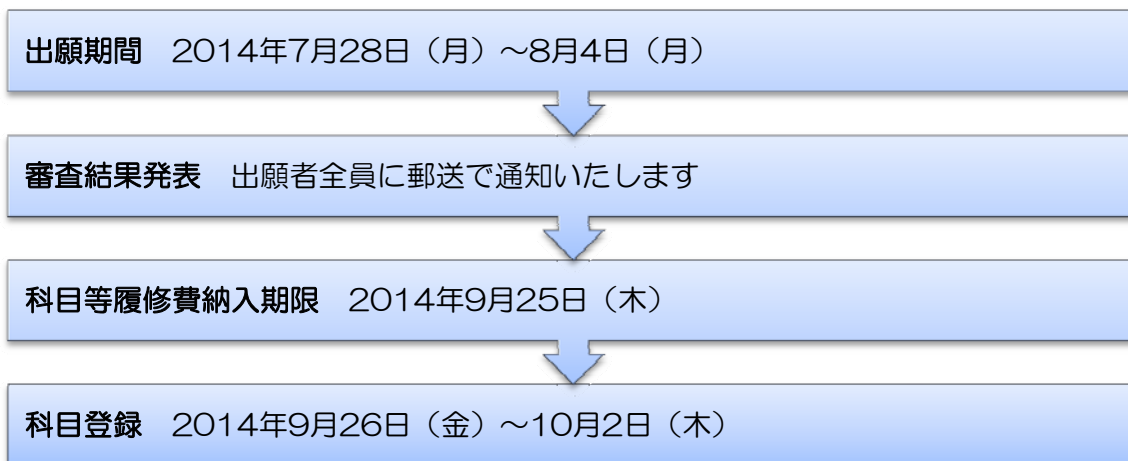 出願期間　2014年7月28日（月）～8月4日（月）
審査結果発表　出願者全員に郵送で通知いたします
科目等履修費納入期限　2014年9月25日（木）
科目登録　2014年9月26日（金）～10月2日（木）